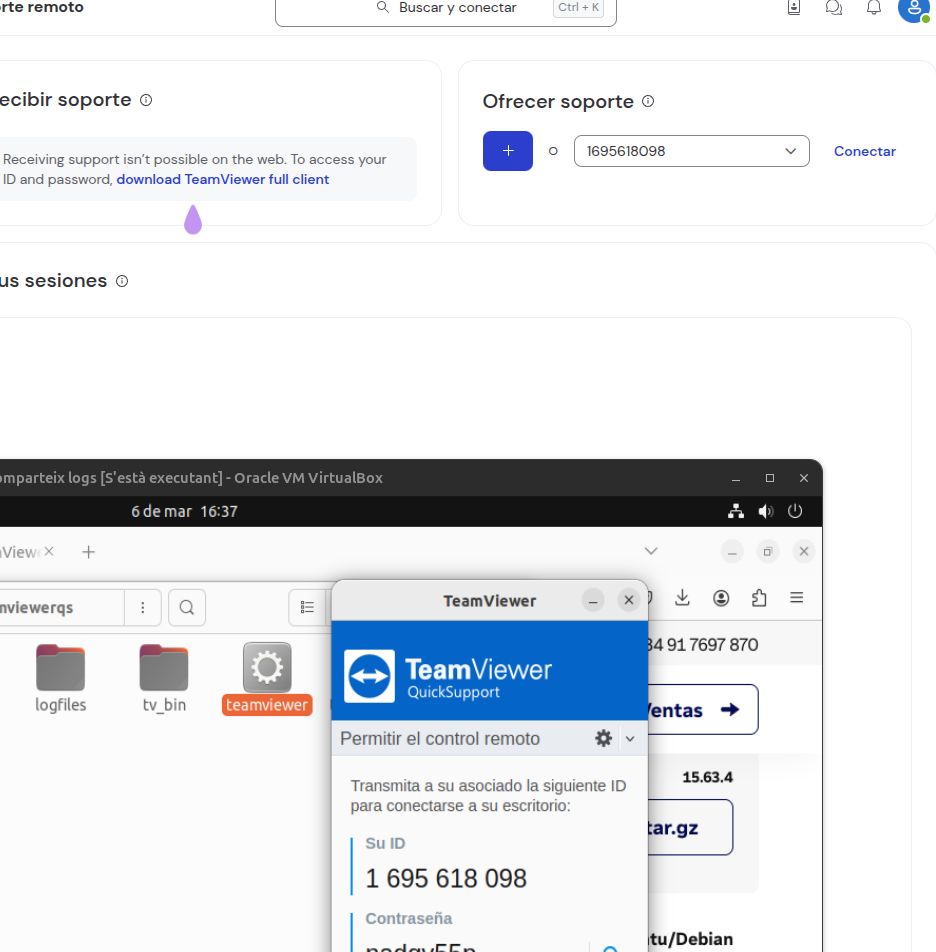 rte remoto
Buscar y conectar
Ctrl + K
ecibir soporte
Ofrecer soporte
Receiving support isn't possible on the web. To access your
ID and password, download TeamViewer full client
+ O 1695618098 Conectar
us sesiones
omparteix logs [S'està executant] - Oracle VM VirtualBox
6 de mar 16:37
nviewerqs
TeamViewer
34 91 7697 870
logfiles
tv_bin
teamviewer
TeamViewer
QuickSupport
Ventas
Permitir el control remoto
15.63.4
Transmita a su asociado la siguiente ID
para conectarse a su escritorio:
tar.gz
Su ID
1 695 618 098
Contraseña
tu/Debian